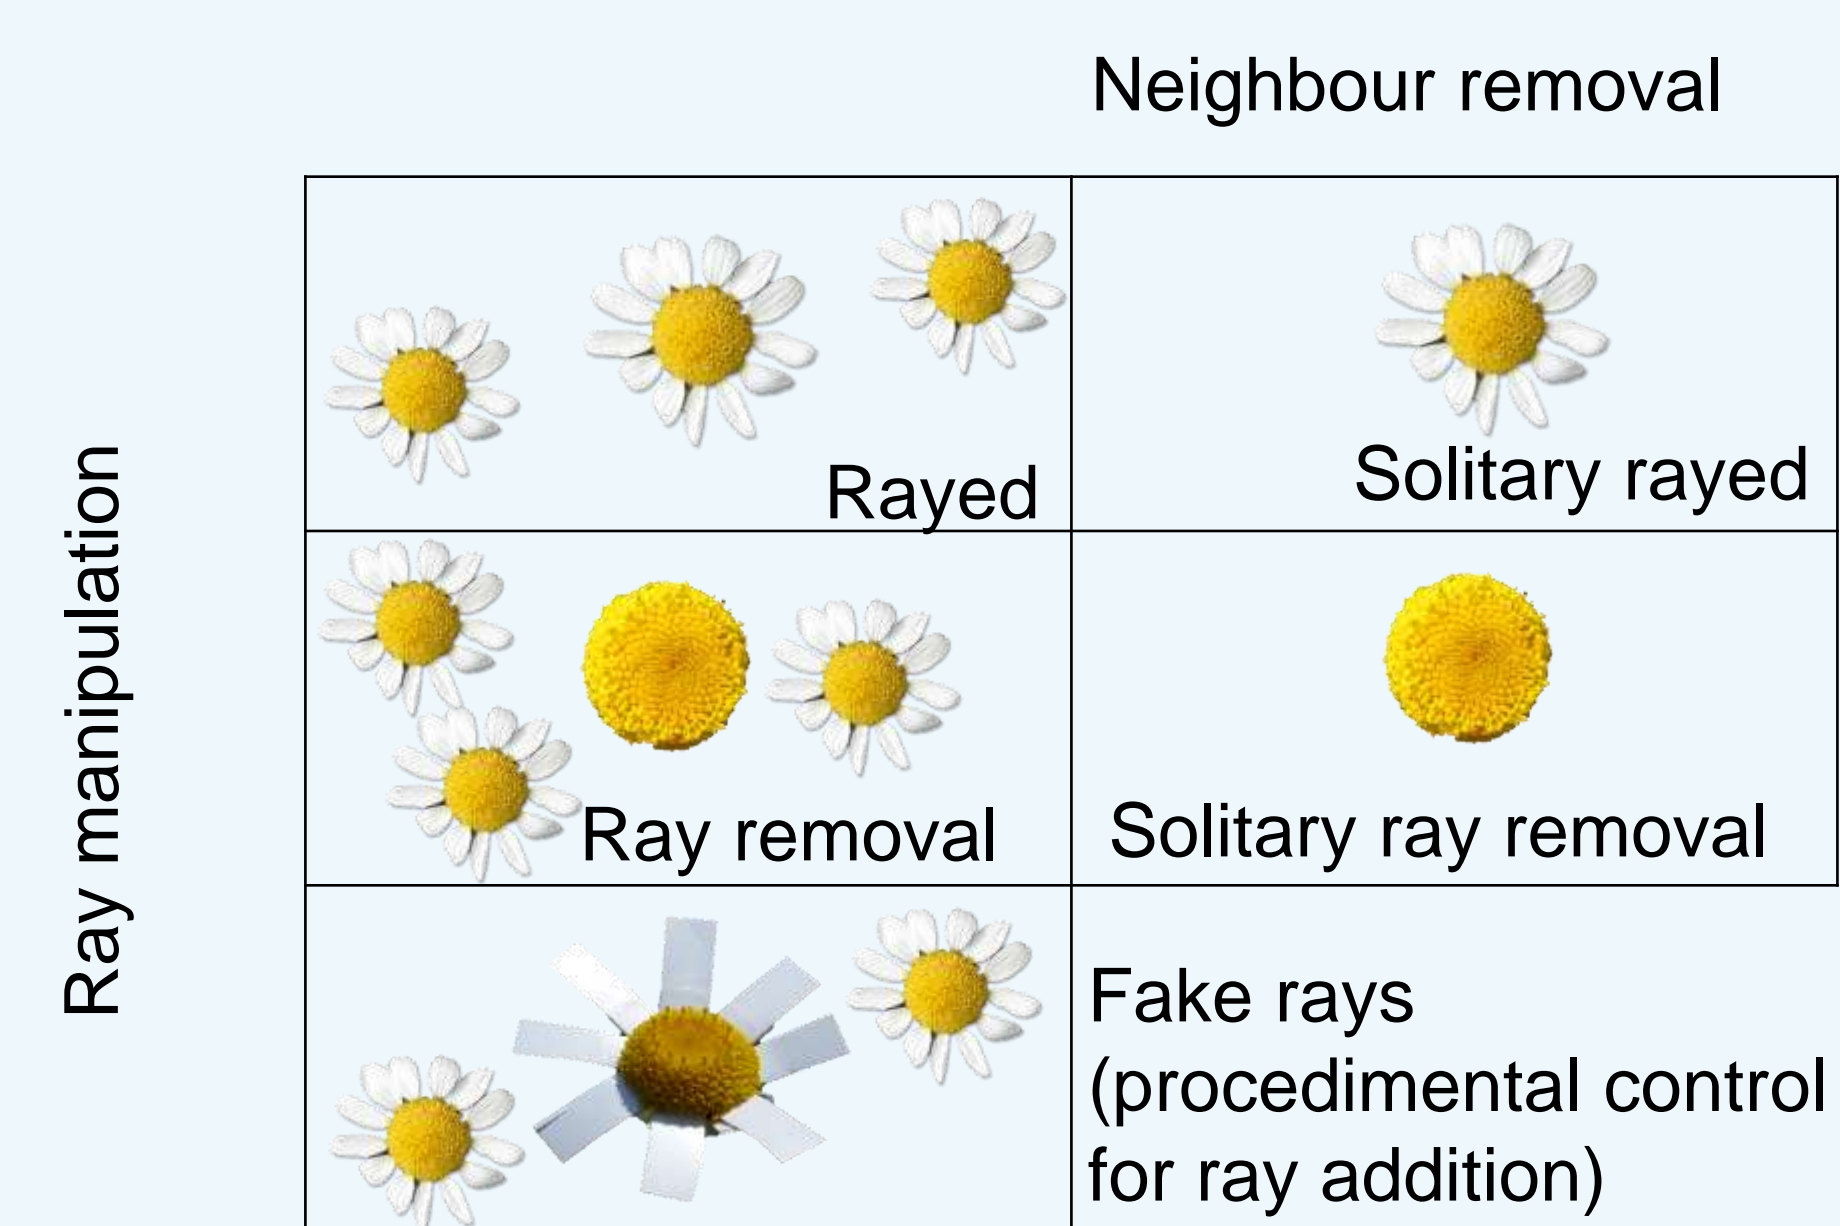 Neighbour removal
Ray manipulation
Rayed
Solitary rayed
Ray removal
Solitary ray removal
Fake rays
(procedimental control
for ray addition)